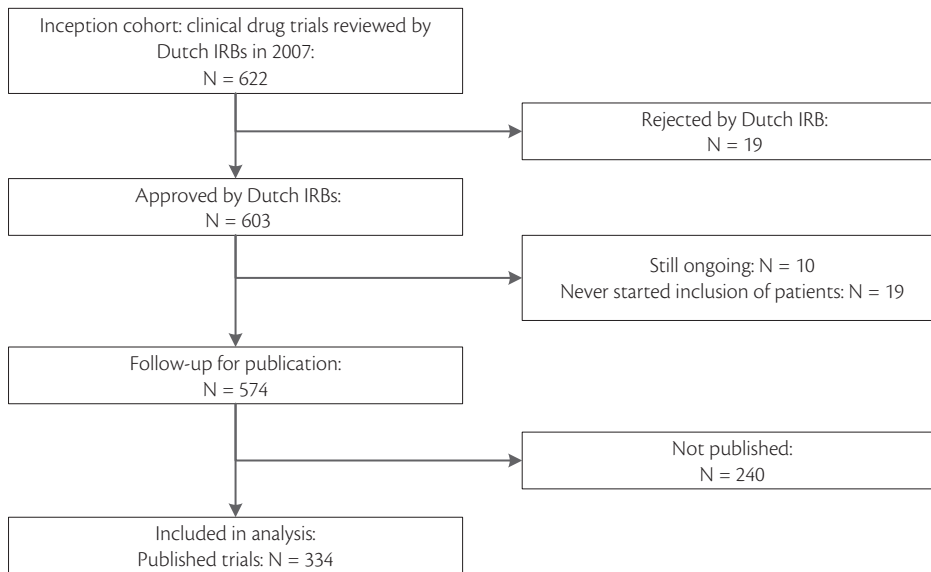 Inception cohort: clinical drug trials reviewed by
Dutch IRBs in 2007:
N = 622
Rejected by Dutch IRB:
N = 19
Approved by Dutch IRBs:
N = 603
Still ongoing: N = 10
Never started inclusion of patients: N = 19
Follow-up for publication:
N = 574
Not published:
N = 240
Included in analysis:
Published trials: N = 334